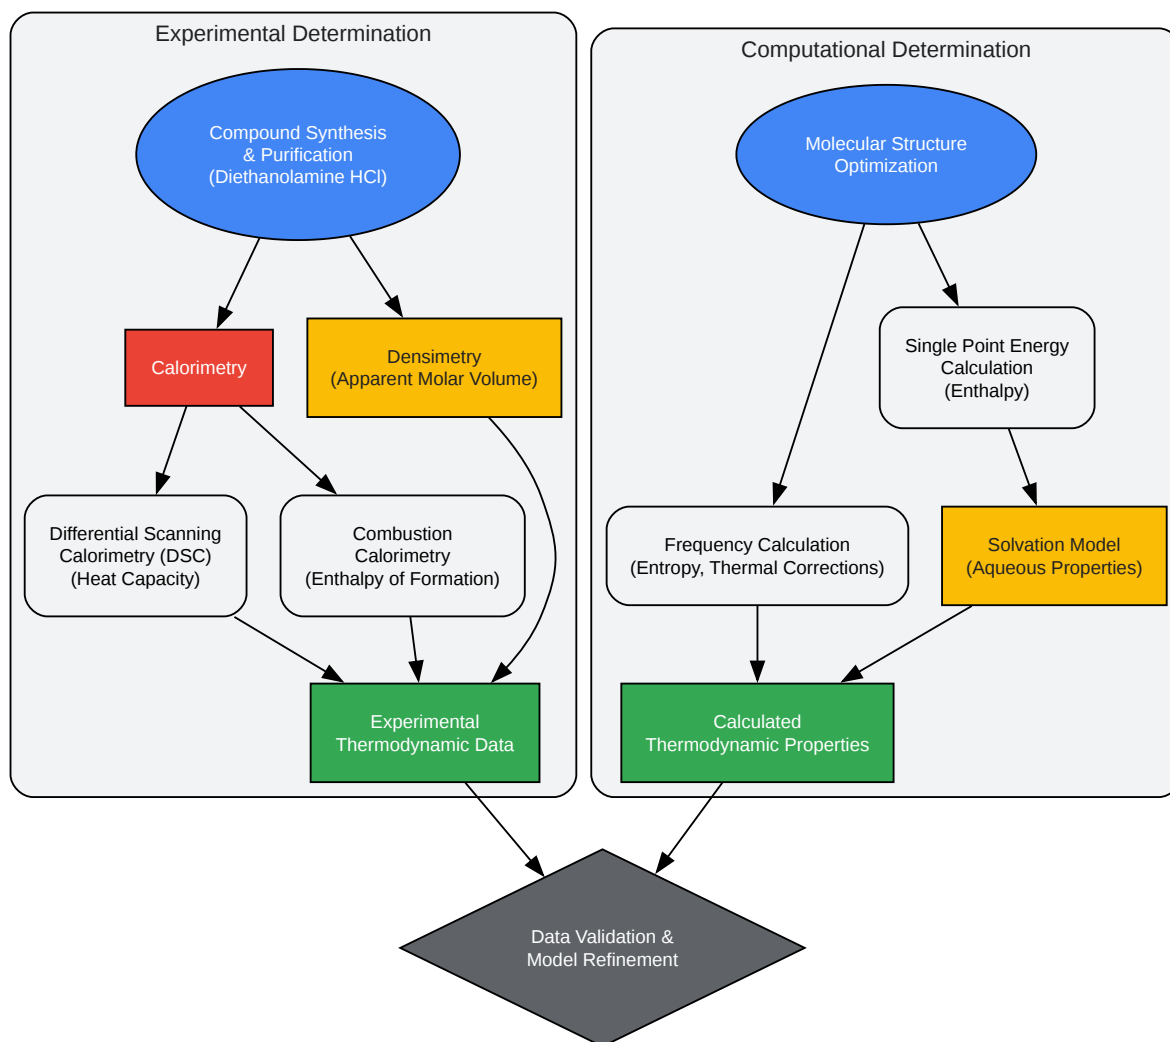 Experimental Determination
Compound Synthesis
& Purification
(Diethanolamine HCl)
Calorimetry
Densimetry
(Apparent Molar Volume)
Differential Scanning
Calorimetry (DSC)
(Heat Capacity)
Combustion
Calorimetry
(Enthalpy of Formation)
Experimental
Thermodynamic Data
Computational Determination
Molecular Structure
Optimization
Single Point Energy
Calculation
(Enthalpy)
Frequency Calculation
(Entropy, Thermal Corrections)
Solvation Model
(Aqueous Properties)
Calculated
Thermodynamic Properties
Data Validation &
Model Refinement